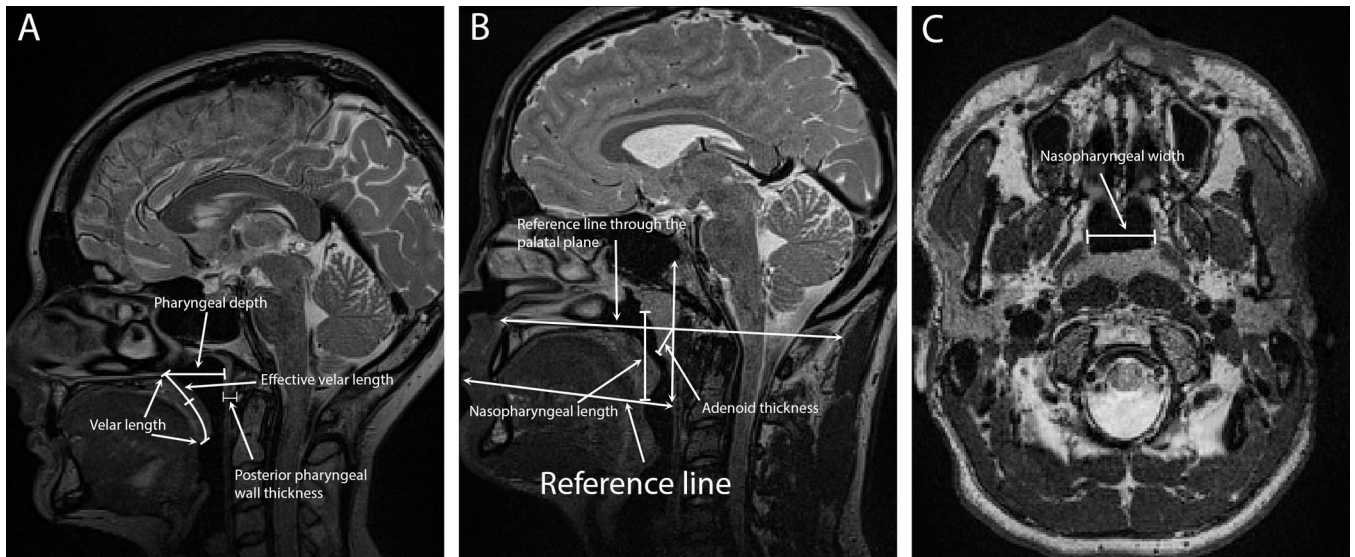 A
Pharyngeal depth
Effective velar length
Velar length
Posterior pharyngeal
wall thickness
B
Reference line through the
palatal plane
Nasopharyngeal length
Adenoid thickness
Reference line
C
Nasopharyngeal width